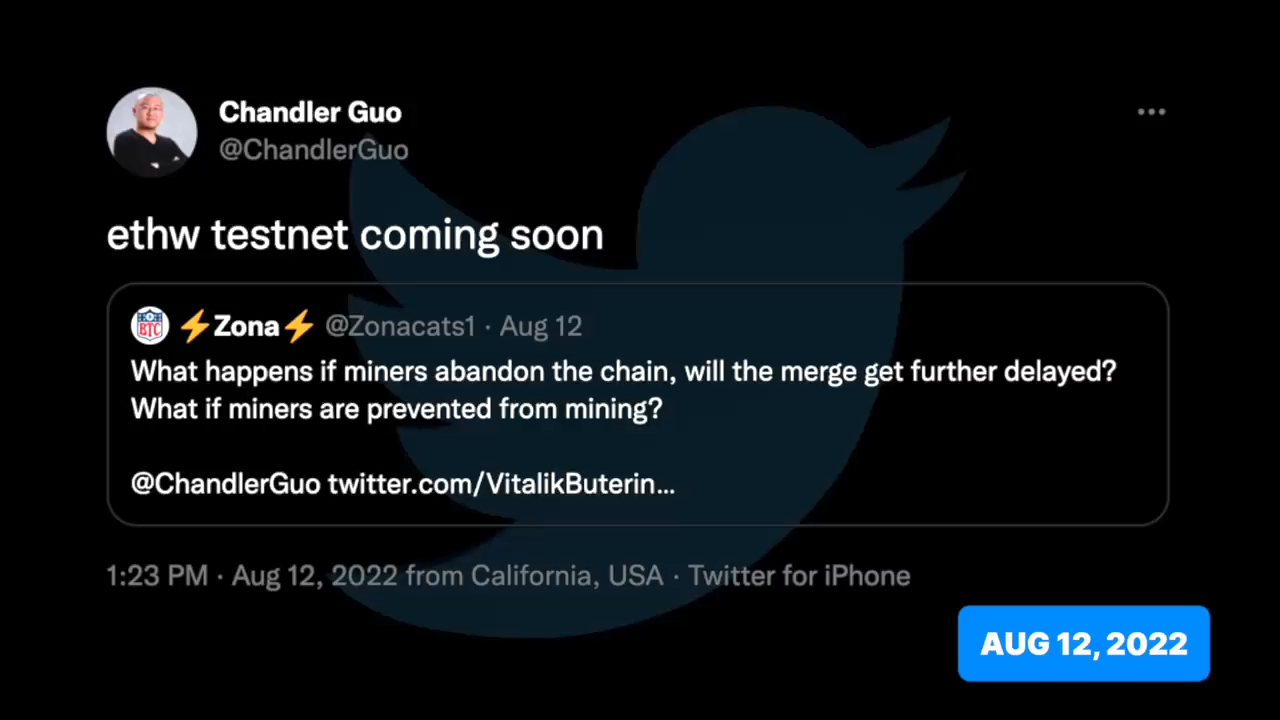 Chandler Guo
@ChandlerGuo
ethw testnet coming soon
BTC
⚡Zona⚡ @Zonacats1 · Aug 12
What happens if miners abandon the chain, will the merge get further delayed?
What if miners are prevented from mining?
@ChandlerGuo twitter.com/VitalikButerin...
1:23 PM · Aug 12, 2022 from California, USA · Twitter for iPhone
AUG 12, 2022